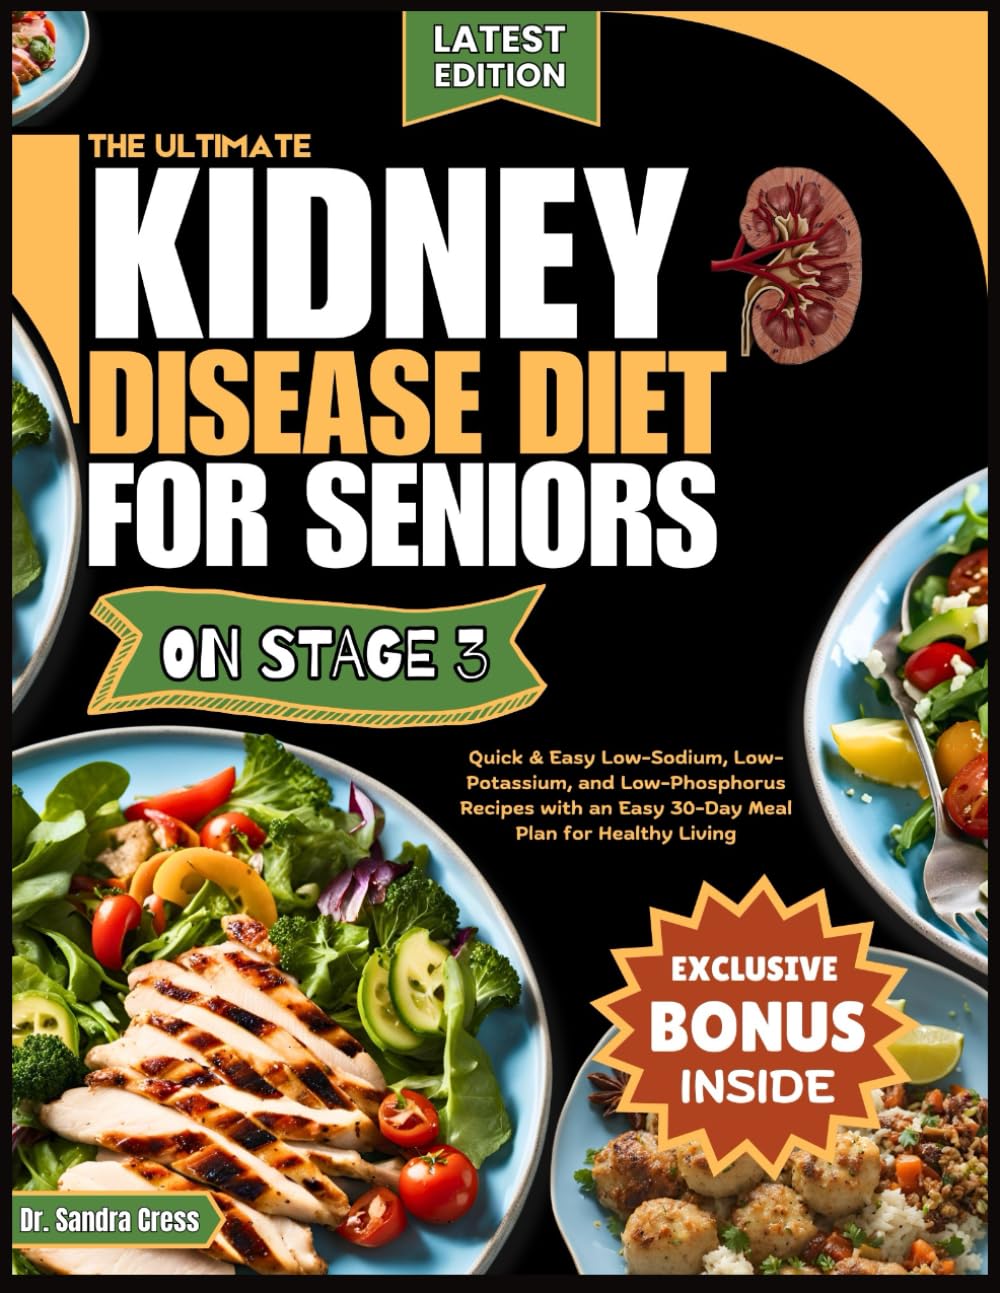 LATEST
EDITION
THE ULTIMATE
KIDNEY
DISEASE DIET
FOR SENIORS
ON STAGE 3
Quick & Easy Low-Sodium, Low-
Potassium, and Low-Phosphorus
Recipes with an Easy 30-Day Meal
Plan for Healthy Living
EXCLUSIVE
BONUS
INSIDE
Dr. Sandra Cress